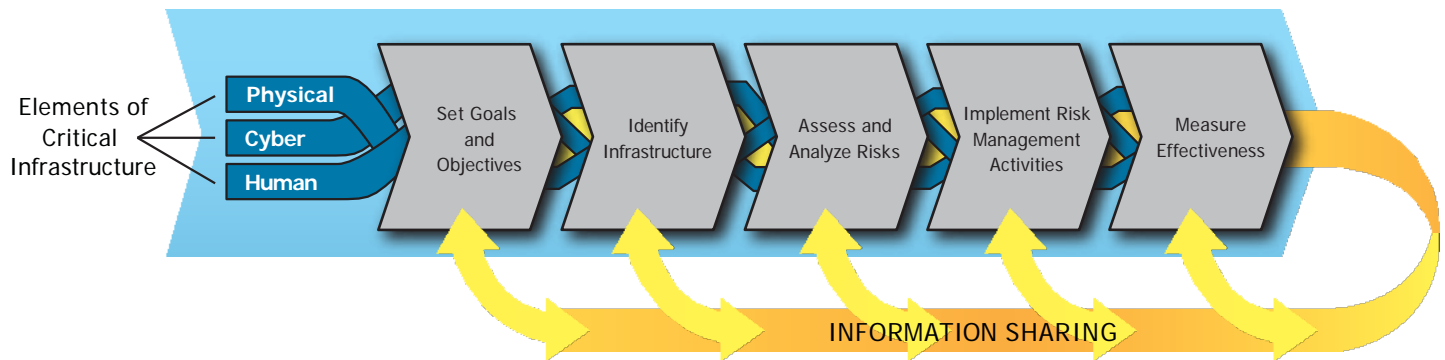 Elements of
Critical
Infrastructure
Physical
Cyber
Human
Set Goals
and
Objectives
Identify
Infrastructure
Assess and
Analyze Risks
Implement Risk
Management
Activities
Measure
Effectiveness
INFORMATION SHARING